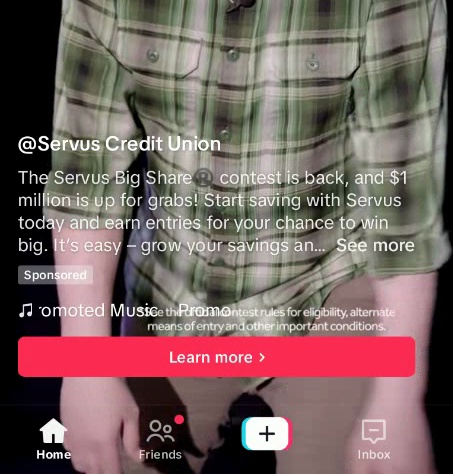 @Servus Credit Union
The Servus Big Share contest is back, and $1
million is up for grabs! Start saving with Servus
today and earn entries for your chance to win
big. It's easy – grow your savings an... See more
Sponsored
omoted Music Promo
See the official contest rules for eligibility, alternate
means of entry and other important conditions.
Learn more >
Home
Friends
Inbox